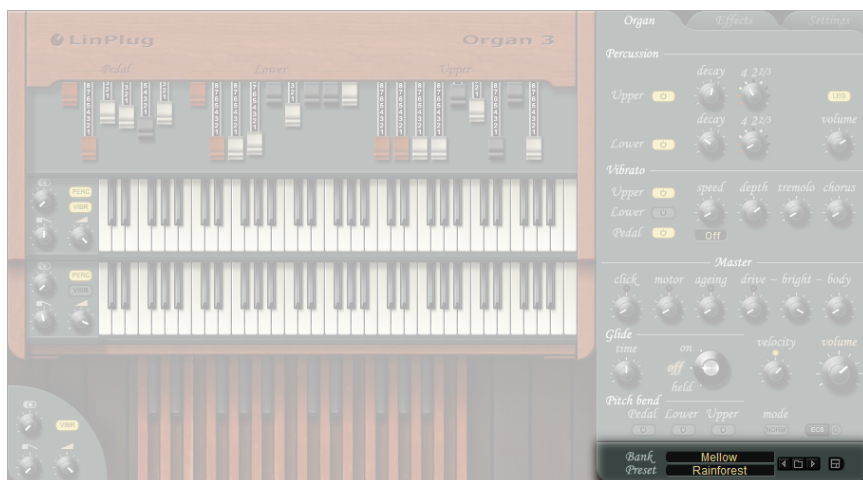 LinPlug
Organ 3
Pedal Lower Upper
PERC
VIBR
PERC
VIBR
VIBR
Organ Effects Settings
Percussion
decay 4 2 2/3
Upper
decay 4 2 2/3 volume
Lower
Vibrato
Upper speed depth tremolo chorus
Lower
Pedal Off
Master
click motor ageing drive - bright - body
Glide
time on velocity volume
off
held
Pitch bend
Pedal Lower Upper mode
NORM
Bank Mellow
Preset Rainforest